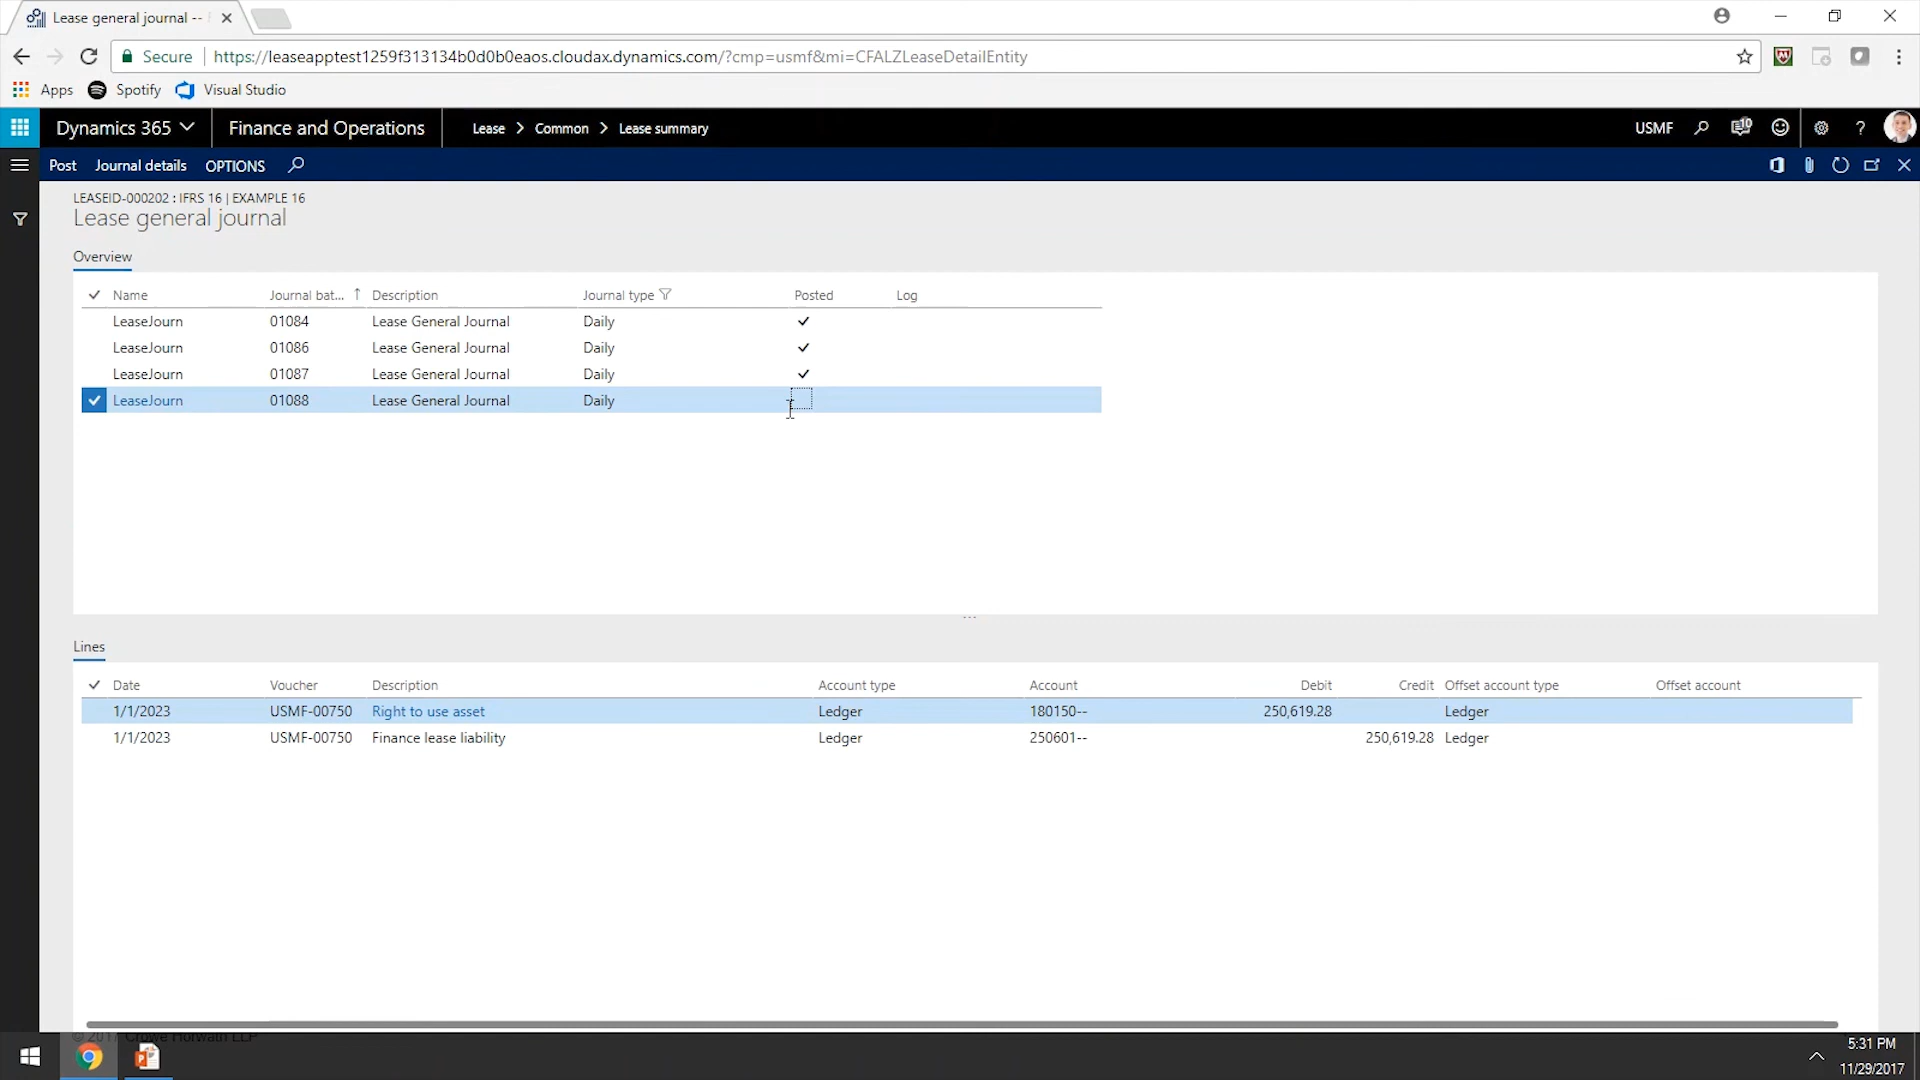 Lease general journal --
Secure https://leaseapptest1259f313134b0d0b0eaos.cloudax.dynamics.com/?cmp=usmf&mi=CFALZLeaseDetailEntity
Apps Spotify Visual Studio
Dynamics 365 Finance and Operations Lease > Common > Lease summary USMF 10 ?
Post Journal details OPTIONS
LEASEID-000202 : IFRS 16 | EXAMPLE 16
Lease general journal
Overview
Name Journal bat... Description Journal type Posted Log
LeaseJourn 01084 Lease General Journal Daily
LeaseJourn 01086 Lease General Journal Daily
LeaseJourn 01087 Lease General Journal Daily
LeaseJourn 01088 Lease General Journal Daily
Lines
Date Voucher Description Account type Account Debit Credit Offset account type Offset account
1/1/2023 USMF-00750 Right to use asset Ledger 180150-- 250,619.28 Ledger
1/1/2023 USMF-00750 Finance lease liability Ledger 250601-- 250,619.28 Ledger
© 2017 Crowe Horwath LLP
5:31 PM
11/29/2017